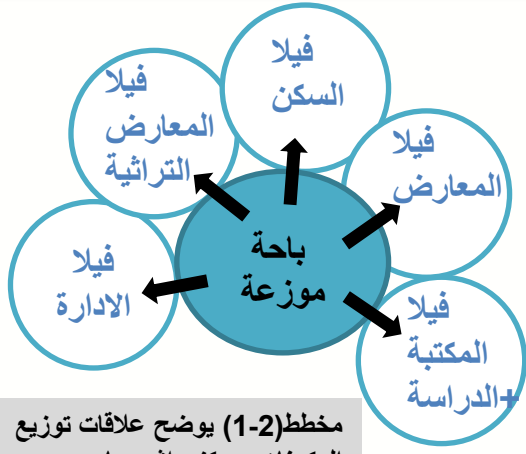 فيلا
السكن
فيلا
المعارض
التراثية
فيلا
المعارض
باحة
موزعة
فيلا
الادارة
فيلا
المكتبة
+الدراسة
مخطط(2-1) يوضح علاقات توزيع